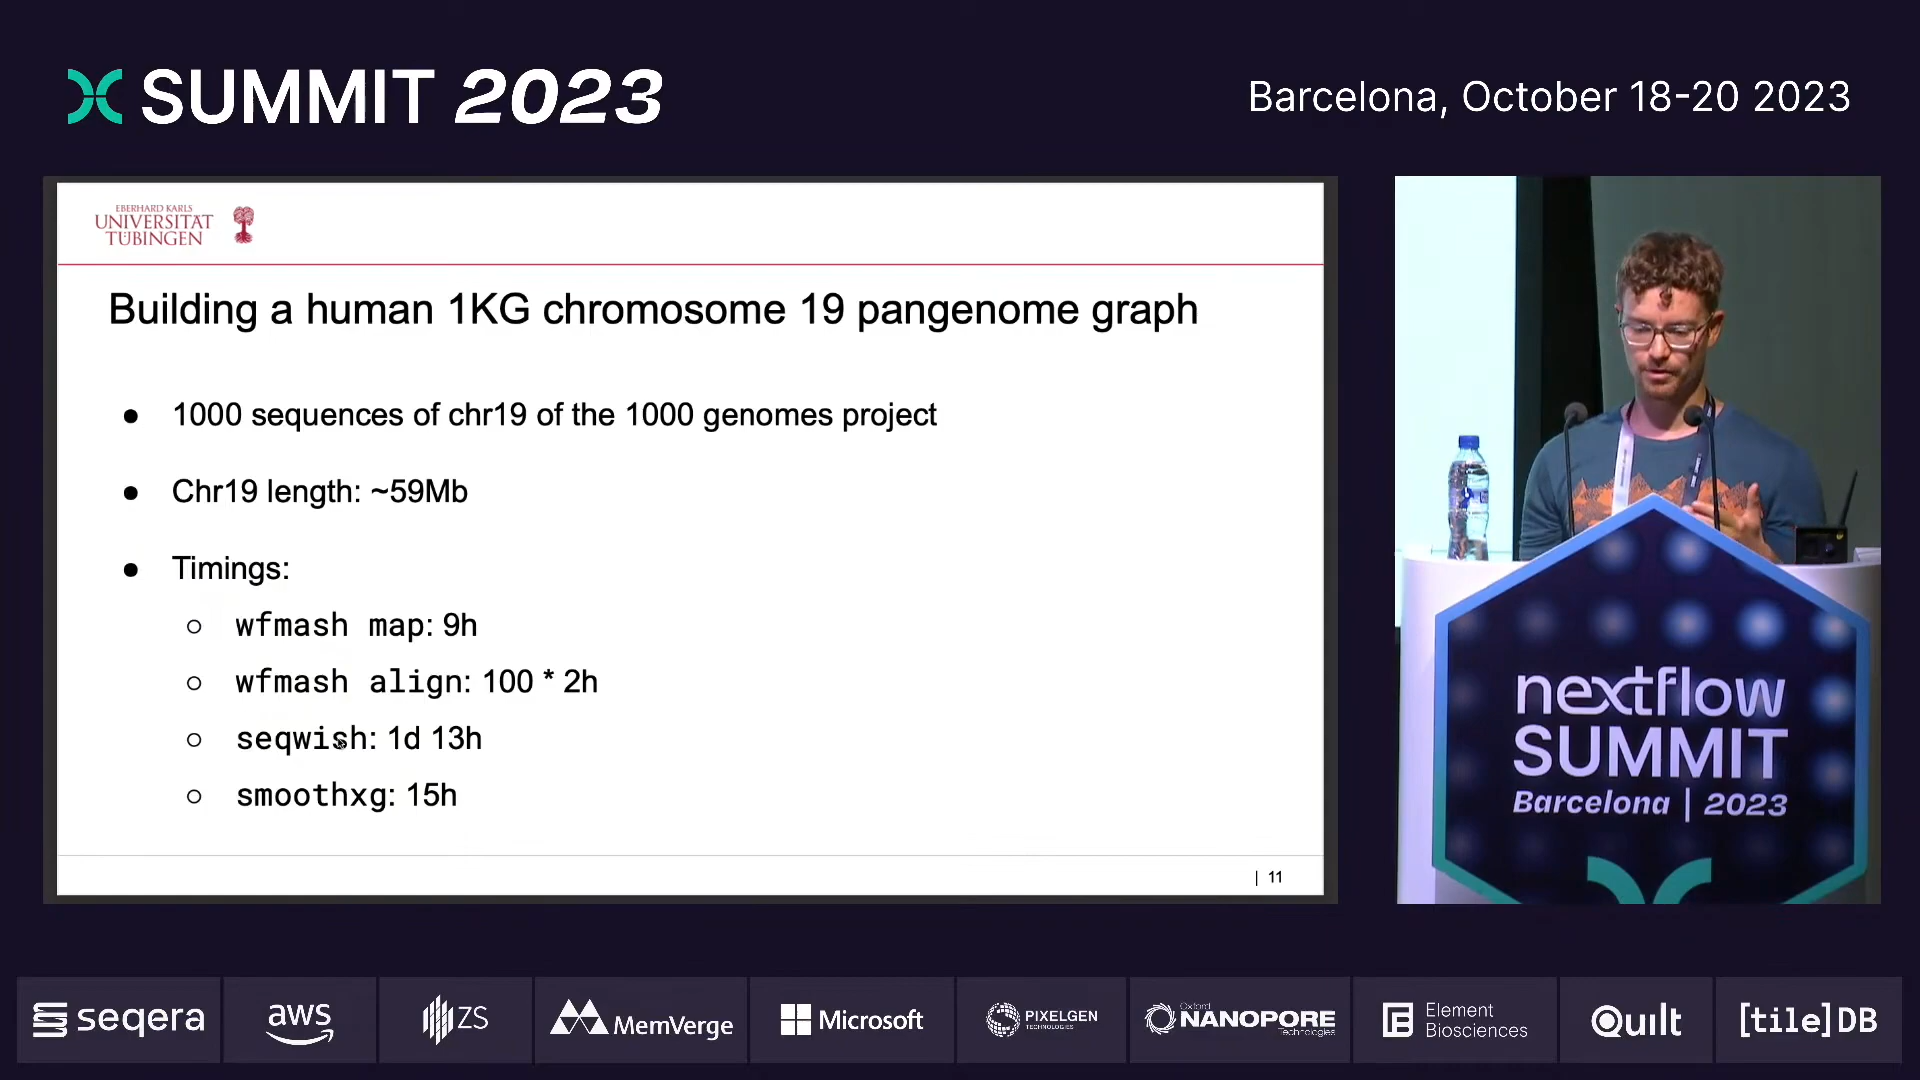 SUMMIT 2023
Barcelona, October 18-20 2023
EBERHARD KARLS
UNIVERSITÄT
TÜBINGEN
Building a human 1KG chromosome 19 pangenome graph
● 1000 sequences of chr19 of the 1000 genomes project
● Chr19 length: ~59Mb
● Timings:
○ wfmash map: 9h
○ wfmash align: 100 * 2h
○ seqwish: 1d 13h
○ smoothxg: 15h
| 11
nextflow
SUMMIT
Barcelona | 2023
seqera
aws
ZS
MemVerge
Microsoft
PIXELGEN
TECHNOLOGIES
Oxford
NANOPORE
Technologies
Element
Biosciences
Quilt
[tile]DB